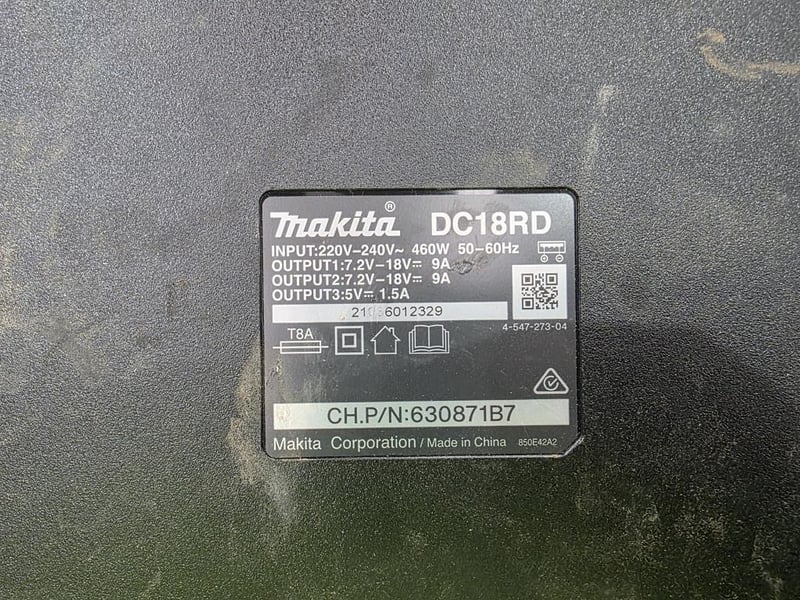 makita® DC18RD
INPUT:220V–240V~ 460W 50–60Hz
OUTPUT1:7.2V–18V⎓ 9A
OUTPUT2:7.2V–18V⎓ 9A
OUTPUT3:5V⎓ 1.5A
4-547-273-04
T8A
CH.P/N:630871B7
Makita Corporation / Made in China 850E42A2